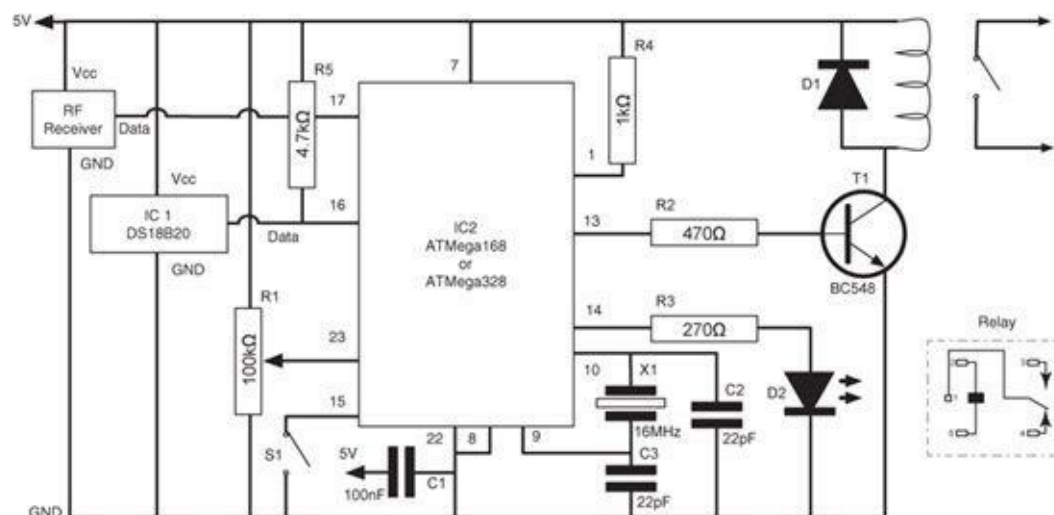 5V
Vcc
RF
Receiver
Data
GND
Vcc
IC 1
DS18B20
Data
GND
R5
4.7kΩ
R1
100kΩ
S1
17
16
23
15
7
22
8
9
1
13
14
10
IC2
ATMega168
or
ATMega328
R4
1kΩ
R2
470Ω
R3
270Ω
D1
T1
BC548
D2
X1
16MHz
C2
22pF
C3
22pF
5V
100nF
C1
GND
Relay
1